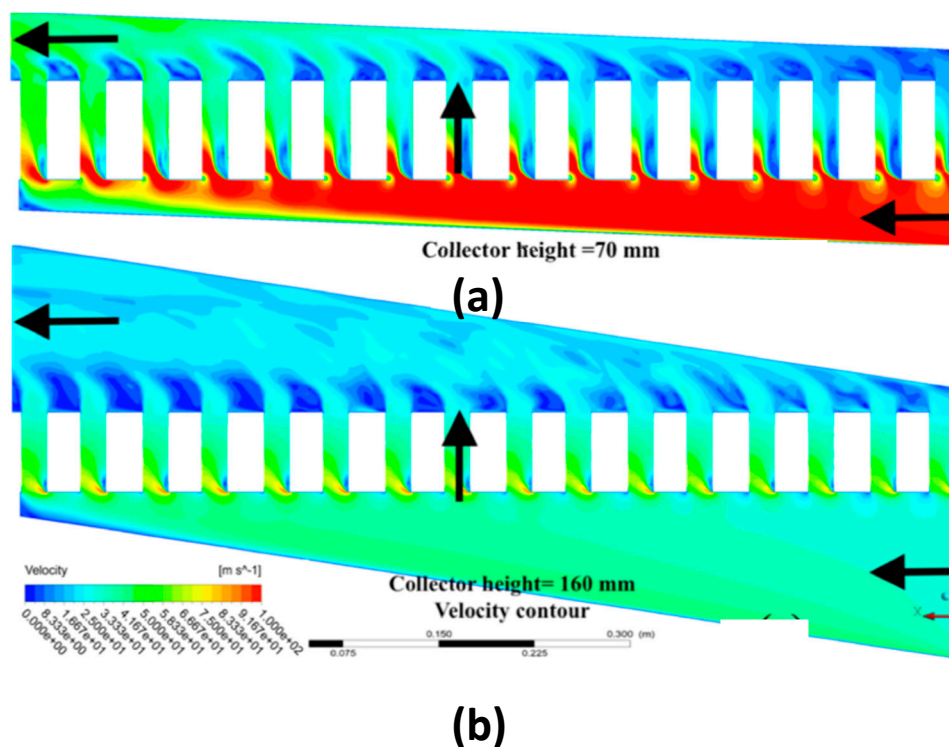 Collector height =70 mm
(a)
Velocity
[m s^-1]
0.000e+00
8.333e+01
1.667e+01
2.500e+01
3.333e+01
4.167e+01
5.000e+01
5.833e+01
6.667e+01
7.500e+01
8.333e+01
9.167e+01
1.000e+02
Collector height= 160 mm
Velocity contour
0.150
0.300 (m)
0.075
0.225
X
(b)